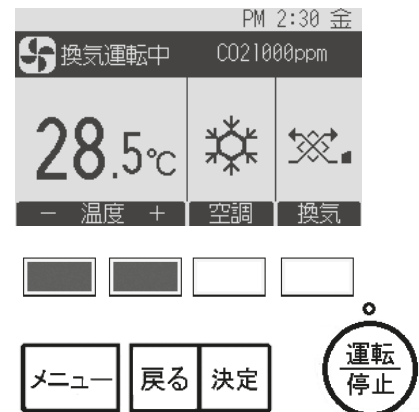 PM 2:30 金
換気運転中 CO21000ppm
28.5℃
− 温度 + 空調 換気
メニュー 戻る 決定 運転
停止